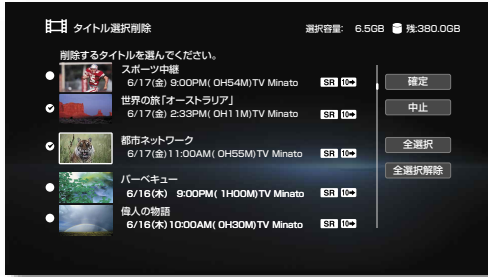 タイトル選択削除
選択容量: 6.5GB 残:380.0GB
削除するタイトルを選んでください。
スポーツ中継
6/17(金) 9:00PM( 0H54M)TV Minato SR 10➡
確定
世界の旅「オーストラリア」
6/17(金) 2:33PM( 0H11M)TV Minato SR 10➡
中止
都市ネットワーク
6/17(金)11:00AM( 0H55M)TV Minato SR 10➡
全選択
全選択解除
バーベキュー
6/16(木) 9:00PM( 1H00M)TV Minato SR 10➡
偉人の物語
6/16(木)10:00AM( 0H30M)TV Minato SR 10➡